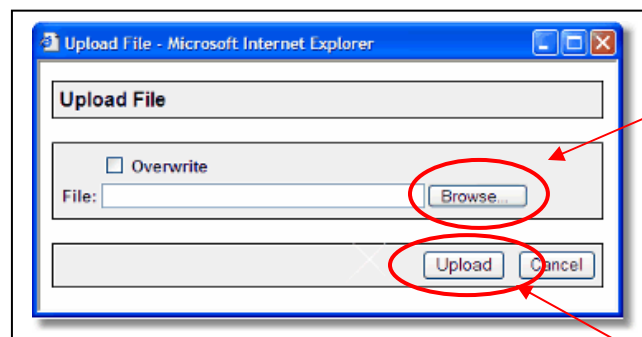 Upload File - Microsoft Internet Explorer
Upload File
Overwrite
File: Browse...
Upload Cancel